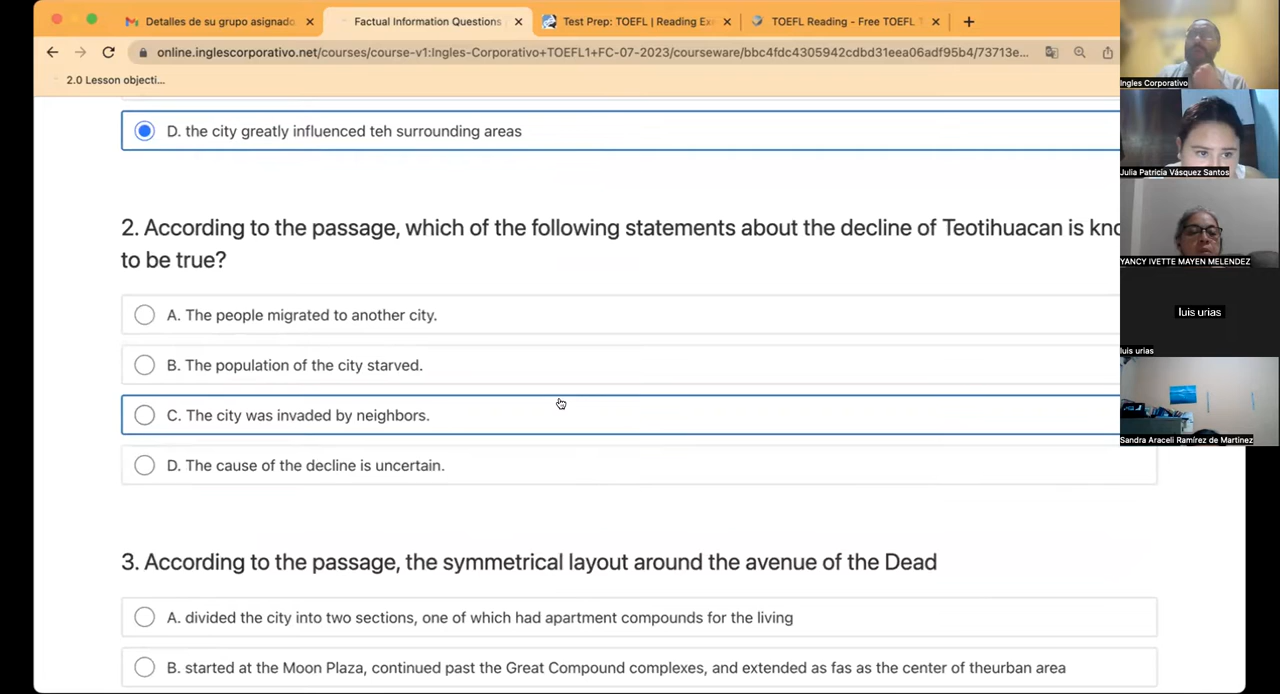 Detalles de su grupo asignado
Factual Information Questions
Test Prep: TOEFL | Reading Ex
TOEFL Reading - Free TOEFL
online.inglescorporativo.net/courses/course-v1:Ingles-Corporativo+TOEFL1+FC-07-2023/courseware/bbc4fdc4305942cdbd31eea06adf95b4/73713e...
2.0 Lesson objecti...
D. the city greatly influenced teh surrounding areas
2. According to the passage, which of the following statements about the decline of Teotihuacan is kno
to be true?
A. The people migrated to another city.
B. The population of the city starved.
C. The city was invaded by neighbors.
D. The cause of the decline is uncertain.
3. According to the passage, the symmetrical layout around the avenue of the Dead
A. divided the city into two sections, one of which had apartment compounds for the living
B. started at the Moon Plaza, continued past the Great Compound complexes, and extended as fas as the center of theurban area
Ingles Corporativo
Julia Patricia Vásquez Santos
YANCY IVETTE MAYEN MELENDEZ
luis urias
luis urias
Sandra Araceli Ramírez de Martínez